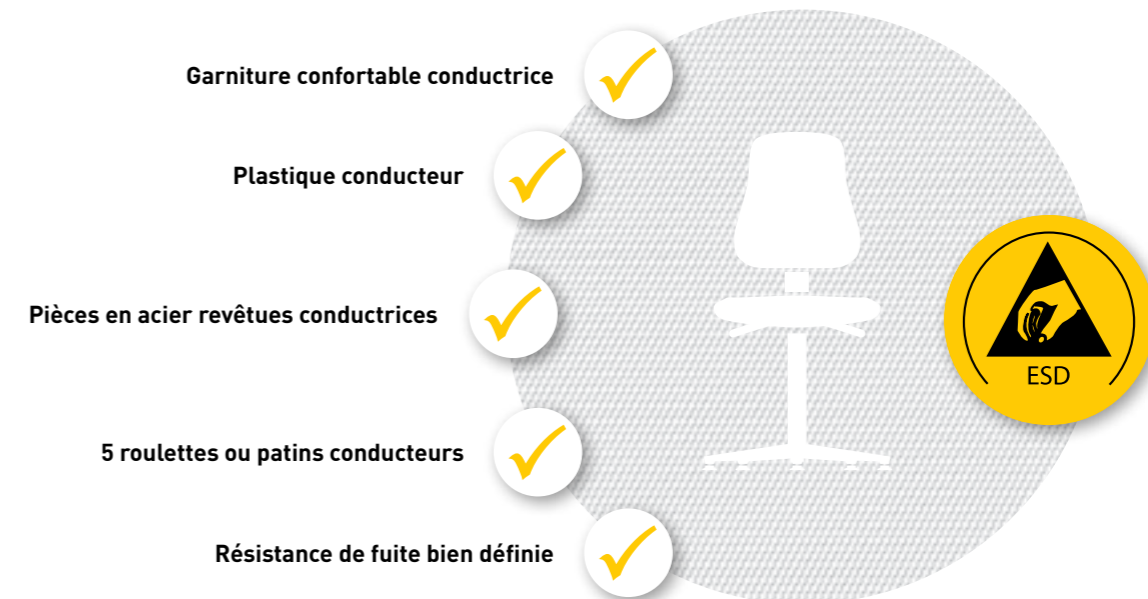 Garniture confortable conductrice
Plastique conducteur
Pièces en acier revêtues conductrices
ESD
5 roulettes ou patins conducteurs
Résistance de fuite bien définie